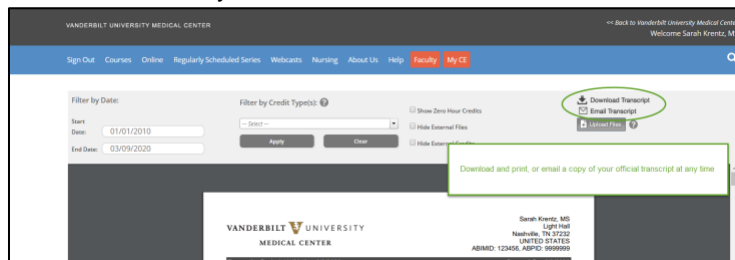 VANDERBILT UNIVERSITY MEDICAL CENTER
<< Back to Vanderbilt University Medical Cente
Welcome Sarah Krentz, M
Sign Out Courses Online Regularly Scheduled Series Webcasts Nursing About Us Help Faculty My CE
Filter by Date:
Start
Date: 01/01/2010
End Date: 03/09/2020
Filter by Credit Type(s):
-- Select --
Apply Clear
Show Zero Hour Credits
Hide External Files
Hide External Credits
Download Transcript
Email Transcript
Upload Files
Download and print, or email a copy of your official transcript at any time
VANDERBILT UNIVERSITY
MEDICAL CENTER
Sarah Krentz, MS
Light Hall
Nashville, TN 37232
UNITED STATES
ABIMID: 123456, ABPID: 9999999